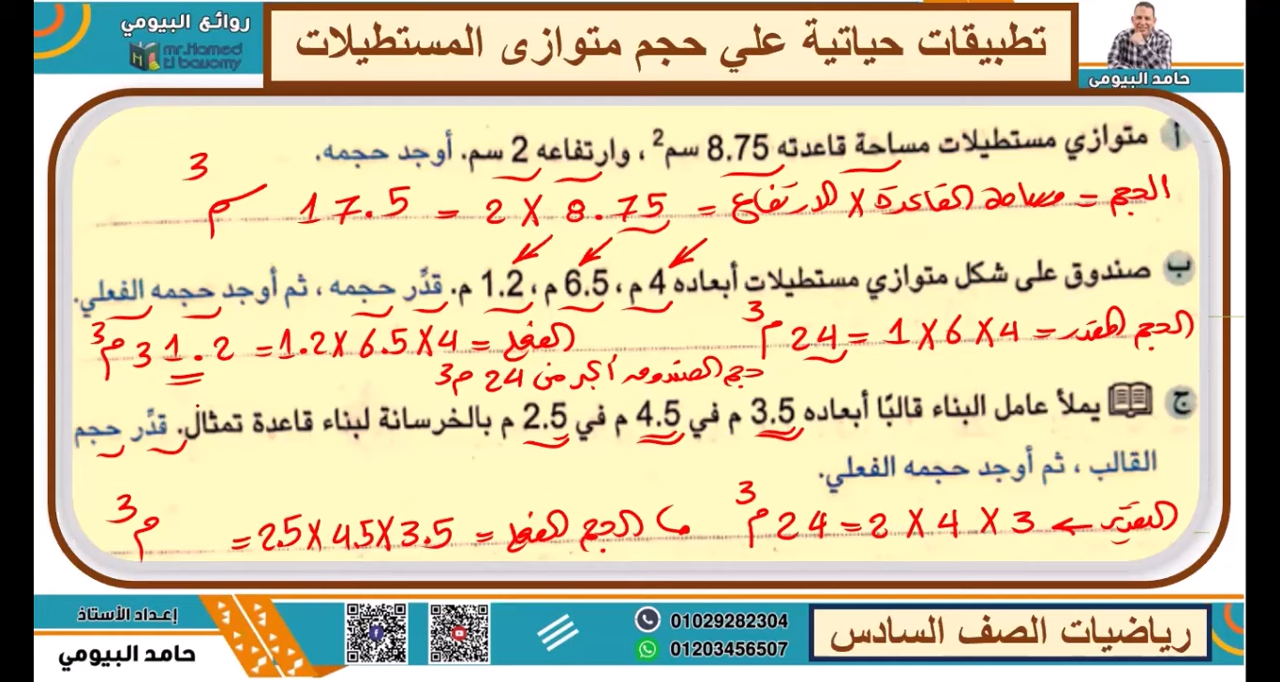 روائع البيومي
mr.Hamed
El bauomy
تطبيقات حياتية علي حجم متوازى المستطيلات
حامد البيومى
أ متوازي مستطيلات مساحة قاعدته 8.75 سم² ، وارتفاعه 2 سم. أوجد حجمه.
الحجم = مساحة القاعدة × الارتفاع = 8.75 × 2 = 17.5 سم³
ب صندوق على شكل متوازي مستطيلات أبعاده 4 م ، 6.5 م ، 1.2 م. قدِّر حجمه ، ثم أوجد حجمه الفعلي.
الحجم المقدر = 4 × 6 × 1 = 24 م³
الفعلي = 4 × 6.5 × 1.2 = 31.2 م³
حجم الصندوق أكبر من 24 م³
ج يملأ عامل البناء قالبًا أبعاده 3.5 م في 4.5 م في 2.5 م بالخرسانة لبناء قاعدة تمثال. قدِّر حجم
القالب ، ثم أوجد حجمه الفعلي.
التقدير ← 3 × 4 × 2 = 24 م³
الحجم الفعلي = 3.5 × 4.5 × 2.5 = م³
إعداد الأستاذ
حامد البيومي
01029282304
01203456507
رياضيات الصف السادس